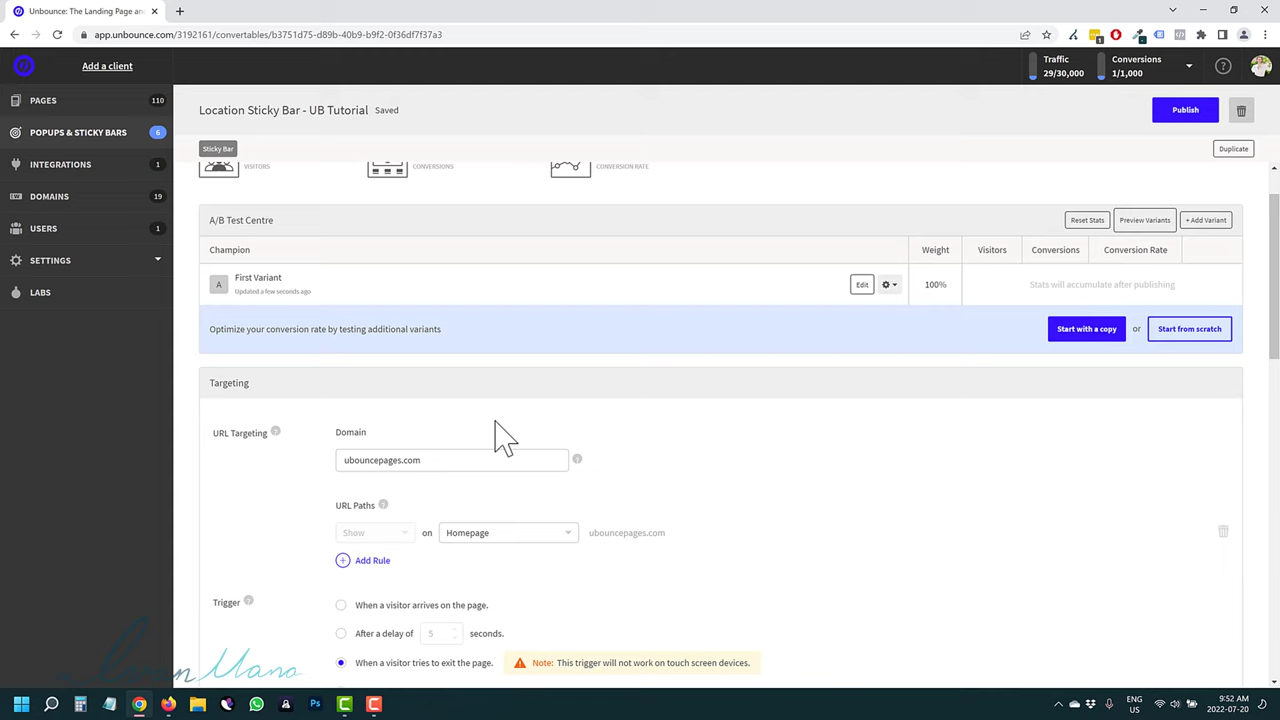 Unbounce: The Landing Page an
app.unbounce.com/3192161/convertables/b3751d75-d89b-40b9-b9f2-0f36df7f37a3
Add a client
Traffic
29/30,000
Conversions
1/1,000
PAGES 110
POPUPS & STICKY BARS 6
INTEGRATIONS 1
DOMAINS 19
USERS 1
SETTINGS
LABS
Location Sticky Bar - UB Tutorial Saved
Publish
Sticky Bar
Duplicate
VISITORS CONVERSIONS CONVERSION RATE
A/B Test Centre Reset Stats Preview Variants + Add Variant
Champion Weight Visitors Conversions Conversion Rate
A First Variant Edit 100% Stats will accumulate after publishing
Updated a few seconds ago
Optimize your conversion rate by testing additional variants Start with a copy or Start from scratch
Targeting
URL Targeting ? Domain
ubouncepages.com ?
URL Paths ?
Show on Homepage ubouncepages.com
+ Add Rule
Trigger ? When a visitor arrives on the page.
After a delay of 5 seconds.
When a visitor tries to exit the page. Note: This trigger will not work on touch screen devices.
ENG
US
9:52 AM
2022-07-20